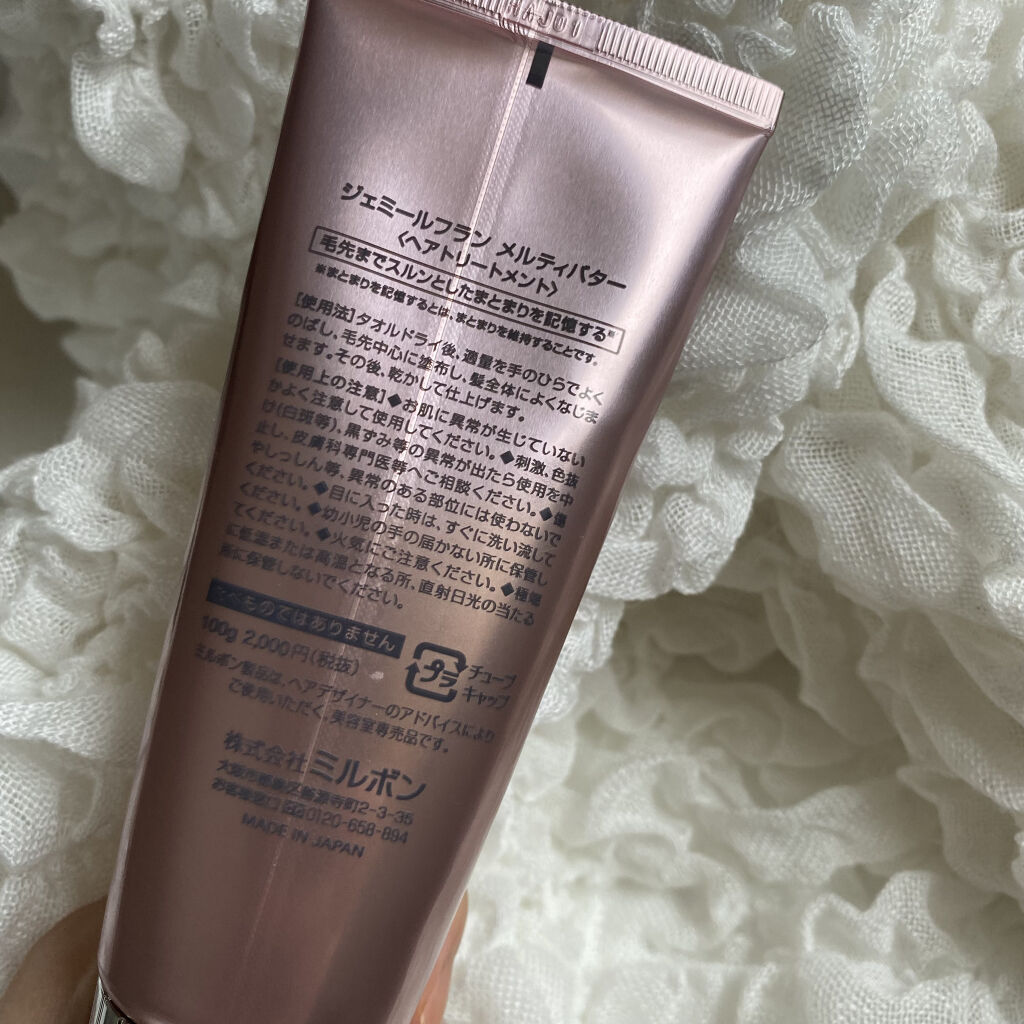 ジェミールフラン メルティバター
〈ヘアトリートメント〉
毛先までスルンとしたまとまりを記憶する※
※まとまりを記憶するとは、まとまりを維持することです。
[使用法]タオルドライ後、適量を手のひらでよく
のばし、毛先中心に塗布し、髪全体によくなじま
せます。その後、乾かして仕上げます。
[使用上の注意]◆お肌に異常が生じていない
かよく注意して使用してください。◆刺激、色抜
け(白斑等)、黒ずみ等の異常が出たら使用を中
止し、皮膚科専門医等へご相談ください。◆傷
やしっしん等、異常のある部位には使わないで
ください。◆目に入った時は、すぐに洗い流して
ください。◆幼小児の手の届かない所に保管し
てください。◆火気にご注意ください。◆極端
に低温または高温となる所、直射日光の当たる
所に保管しないでください。
食べものではありません
100g 2,000円(税抜)
プラ
チューブ
キャップ
ミルボン製品は、ヘアデザイナーのアドバイスにより
ご使用いただく、美容室専売品です。
株式会社ミルボン
大阪市都島区善源寺町2-3-35
お客様窓口 0120-658-894
MADE IN JAPAN